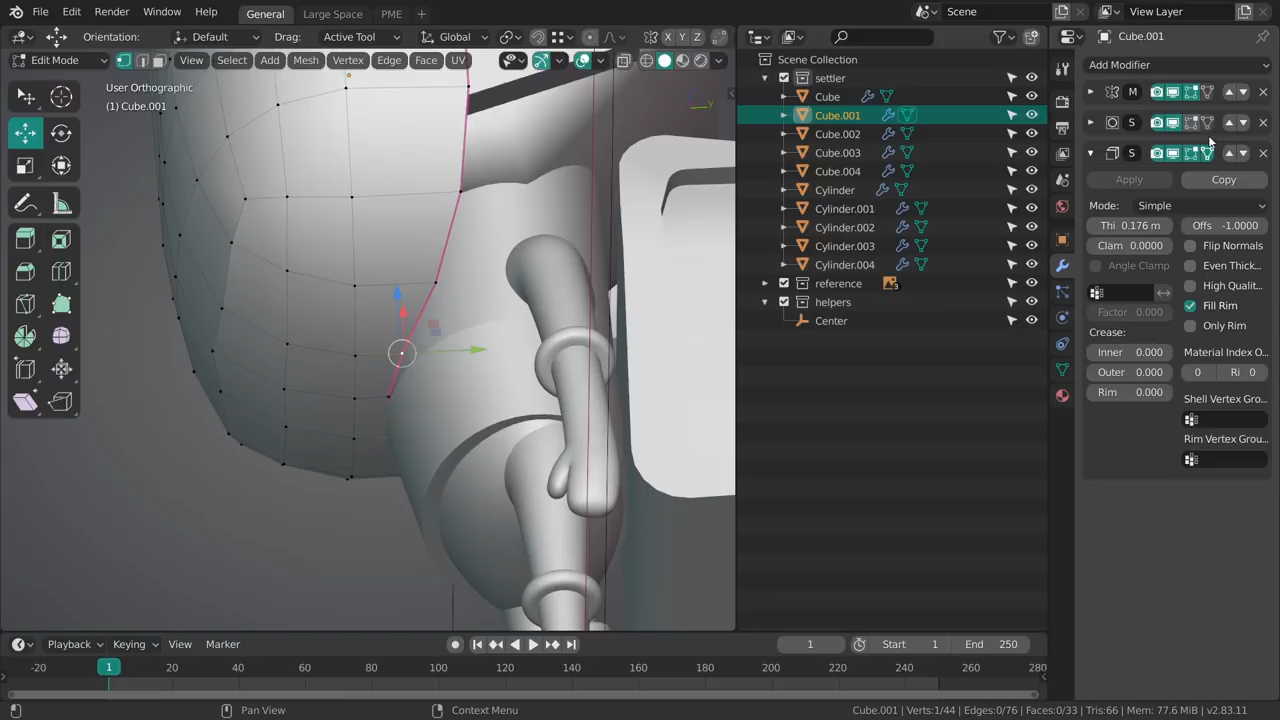 File Edit Render Window Help General Large Space PME + Scene View Layer
Orientation: Default Drag: Active Tool Global X Y Z Cube.001
Edit Mode View Select Add Mesh Vertex Edge Face UV Scene Collection Add Modifier
settler
User Orthographic
(1) Cube.001
y
Cube
M
Cube.001
S
Cube.002
Cube.003
S
Cube.004
Apply Copy
Cylinder
Mode: Simple
Cylinder.001
Thi 0.176 m Offs -1.0000
Cylinder.002
Clam 0.0000 Flip Normals
Cylinder.003
Angle Clamp Even Thick...
Cylinder.004
reference 3
High Qualit...
helpers
Factor 0.000 Fill Rim
Center
Only Rim
Crease:
Inner 0.000 Material Index O
Outer 0.000 0 Ri 0
Rim 0.000
Shell Vertex Gro...
Rim Vertex Grou...
Playback Keying View Marker 1 Start 1 End 250
-20 1 20 40 60 80 100 120 140 160 180 200 220 240 260 280
Pan View Context Menu Cube.001 | Verts:1/44 | Edges:0/76 | Faces:0/33 | Tris:66 | Mem: 77.6 MiB | v2.83.11